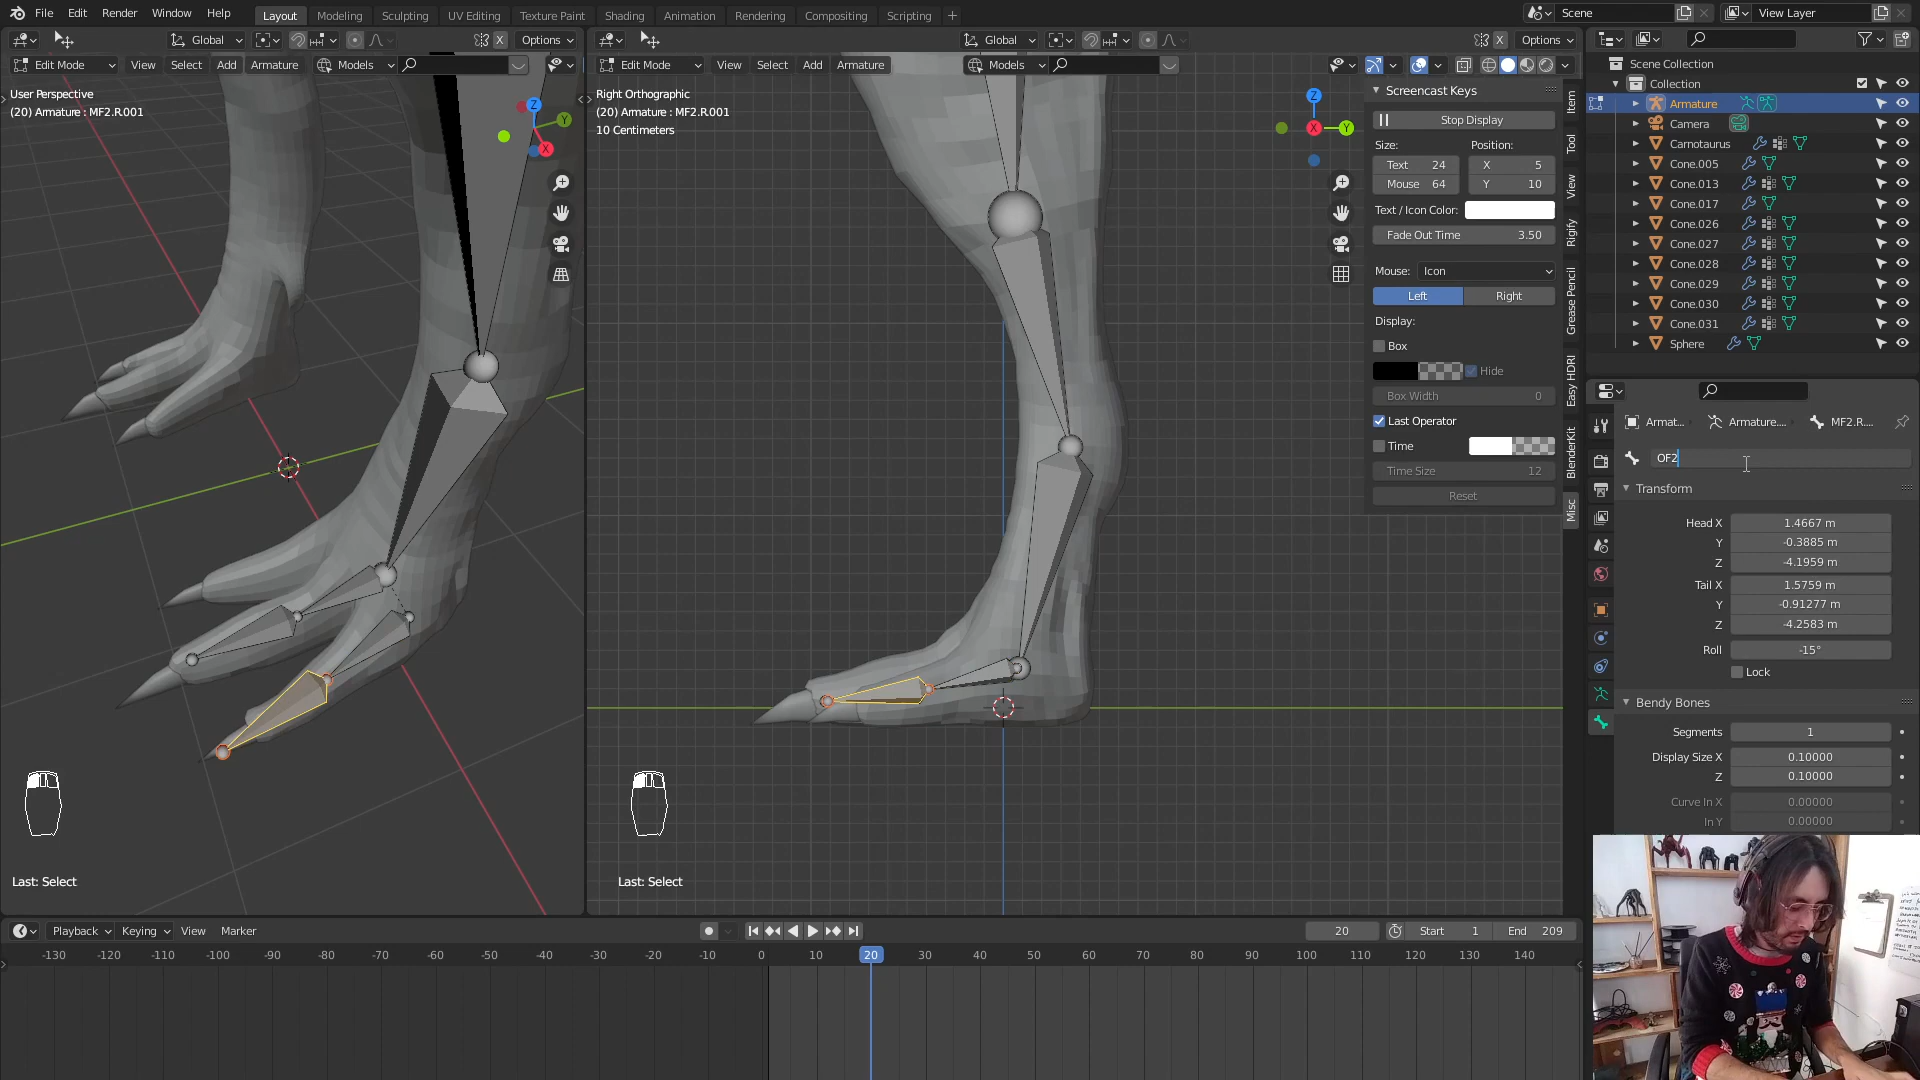 File Edit Render Window Help Layout Modeling Sculpting UV Editing Texture Paint Shading Animation Rendering Compositing Scripting Scene View Layer
Global Options Global Options
Edit Mode View Select Add Armature Models Edit Mode View Select Add Armature Models
User Perspective
(20) Armature : MF2.R.001
Right Orthographic
(20) Armature : MF2.R.001
10 Centimeters
Z
Y
X
Z
X
Y
Last: Select
Last: Select
Screencast Keys
Stop Display
Size: Position:
Text 24 X 5
Mouse 64 Y 10
Text / Icon Color:
Fade Out Time 3.50
Mouse: Icon
Left Right
Display:
Box
Hide
Box Width 0
Last Operator
Time
Time Size 12
Reset
Item
Tool
View
Rigify
Grease Pencil
Easy HDRI
BlenderKit
Misc
Scene Collection
Collection
Armature
Camera
Carnotaurus
Cone.005
Cone.013
Cone.017
Cone.026
Cone.027
Cone.028
Cone.029
Cone.030
Cone.031
Sphere
Armat... Armature.... MF2.R....
OF2
Transform
Head X 1.4667 m
Y -0.3885 m
Z -4.1959 m
Tail X 1.5759 m
Y -0.91277 m
Z -4.2583 m
Roll -15°
Lock
Bendy Bones
Segments 1
Display Size X 0.10000
Z 0.10000
Curve In X 0.00000
In Y 0.00000
Playback Keying View Marker 20 Start 1 End 209
-130 -120 -110 -100 -90 -80 -70 -60 -50 -40 -30 -20 -10 0 10 20 30 40 50 60 70 80 90 100 110 120 130 140